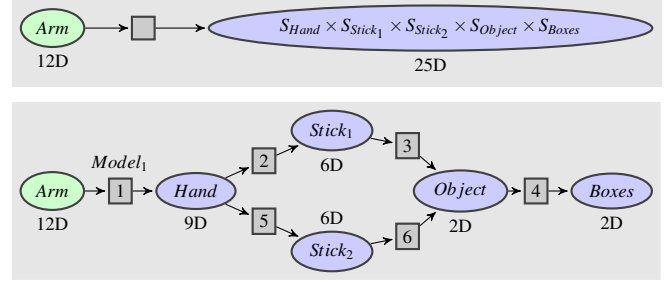 Arm
S_Hand × S_Stick₁ × S_Stick₂ × S_Object × S_Boxes
12D
25D
Stick₁
Model₁
2
3
6D
Arm
1
Hand
Object
4
Boxes
12D
9D
6D
2D
2D
5
6
Stick₂